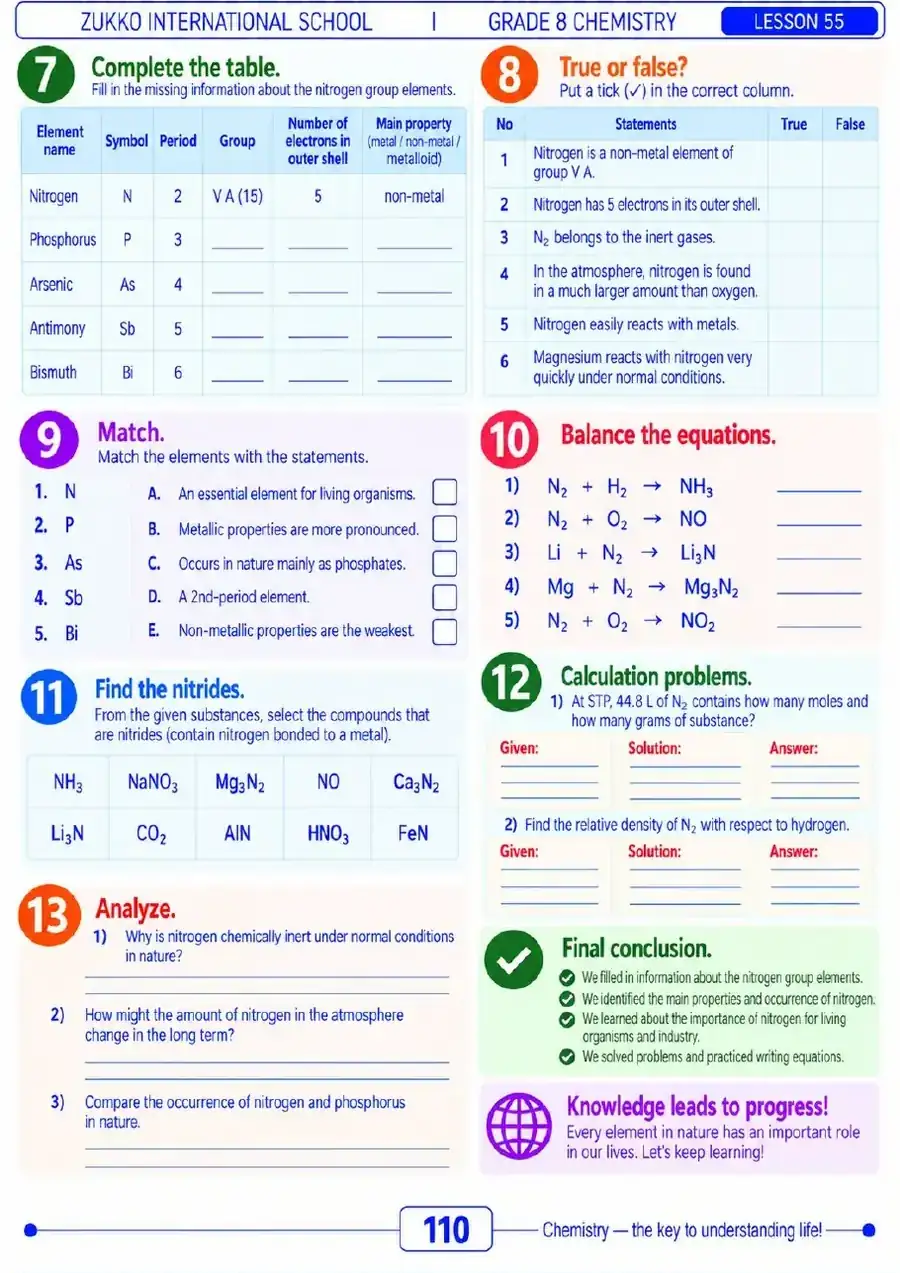 ZUKKO INTERNATIONAL SCHOOL | GRADE 8 CHEMISTRY LESSON 55
7 Complete the table.
Fill in the missing information about the nitrogen group elements.
Element name Symbol Period Group Number of electrons in outer shell Main property (metal / non-metal / metalloid)
Nitrogen N 2 V A (15) 5 non-metal
Phosphorus P 3 ______ ______ ______
Arsenic As 4 ______ ______ ______
Antimony Sb 5 ______ ______ ______
Bismuth Bi 6 ______ ______ ______
8 True or false?
Put a tick (✓) in the correct column.
No Statements True False
1 Nitrogen is a non-metal element of
group V A.
2 Nitrogen has 5 electrons in its outer shell.
3 N₂ belongs to the inert gases.
4 In the atmosphere, nitrogen is found
in a much larger amount than oxygen.
5 Nitrogen easily reacts with metals.
6 Magnesium reacts with nitrogen very
quickly under normal conditions.
9 Match.
Match the elements with the statements.
1. N A. An essential element for living organisms.
2. P B. Metallic properties are more pronounced.
3. As C. Occurs in nature mainly as phosphates.
4. Sb D. A 2nd-period element.
5. Bi E. Non-metallic properties are the weakest.
10 Balance the equations.
1) N₂ + H₂ → NH₃ ______
2) N₂ + O₂ → NO ______
3) Li + N₂ → Li₃N ______
4) Mg + N₂ → Mg₃N₂ ______
5) N₂ + O₂ → NO₂ ______
11 Find the nitrides.
From the given substances, select the compounds that
are nitrides (contain nitrogen bonded to a metal).
NH₃ NaNO₃ Mg₃N₂ NO Ca₃N₂
Li₃N CO₂ AlN HNO₃ FeN
12 Calculation problems.
1) At STP, 44.8 L of N₂ contains how many moles and
how many grams of substance?
Given: Solution: Answer:
2) Find the relative density of N₂ with respect to hydrogen.
Given: Solution: Answer:
13 Analyze.
1) Why is nitrogen chemically inert under normal conditions
in nature?
2) How might the amount of nitrogen in the atmosphere
change in the long term?
3) Compare the occurrence of nitrogen and phosphorus
in nature.
Final conclusion.
We filled in information about the nitrogen group elements.
We identified the main properties and occurrence of nitrogen.
We learned about the importance of nitrogen for living
organisms and industry.
We solved problems and practiced writing equations.
Knowledge leads to progress!
Every element in nature has an important role
in our lives. Let's keep learning!
110
Chemistry — the key to understanding life!